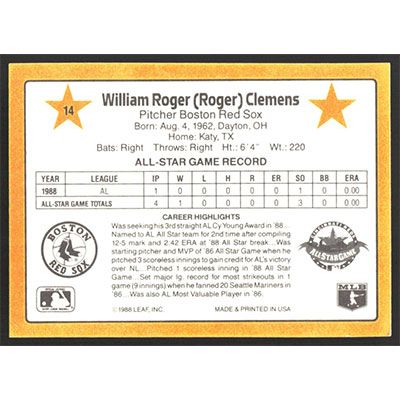 14
William Roger (Roger) Clemens
Pitcher Boston Red Sox
Born: Aug. 4, 1962, Dayton, OH
Home: Katy, TX
Bats: Right Throws: Right Ht.: 6'4" Wt.: 220
ALL-STAR GAME RECORD
YEAR LEAGUE IP W L H R ER SO BB ERA
1988 AL 1 0 0 0 0 0 1 0 0.00
ALL-STAR GAME TOTALS 4 1 0 0 0 0 3 0 0.00
CAREER HIGHLIGHTS
Was seeking his 3rd straight AL Cy Young Award in '88...
Named to AL All Star team for 2nd time after compiling
12-5 mark and 2.42 ERA at '88 All Star break...Was
starting pitcher and MVP of '86 All Star Game when he
pitched 3 scoreless innings to gain credit for AL's victory
over NL...Pitched 1 scoreless inning in '88 All Star
Game...Set major league record for most strikeouts in 1
game (9 innings) when he fanned 20 Seattle Mariners in
'86...Was also AL Most Valuable Player in '86.
BOSTON
RED SOX
CINCINNATI REDS
ALL-STAR GAME
MLB
©1988 LEAF, INC. MADE & PRINTED IN USA